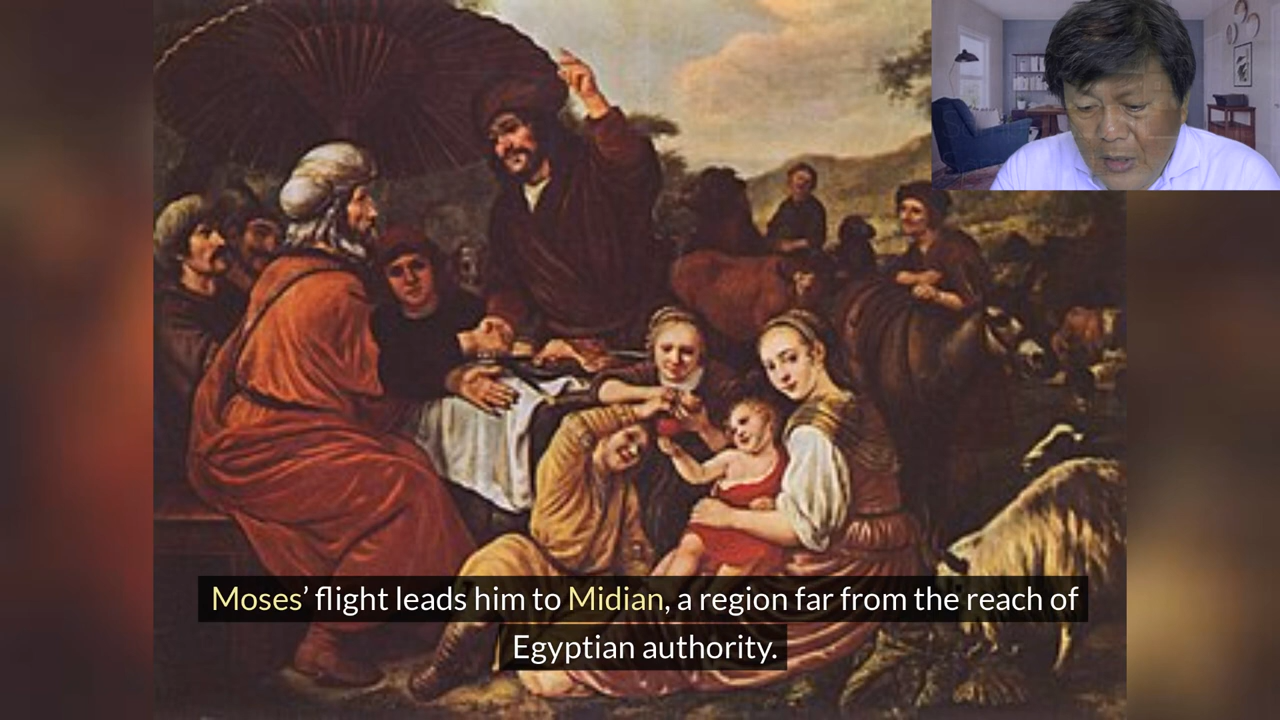 Moses’ flight leads him to Midian, a region far from the reach of
Egyptian authority.